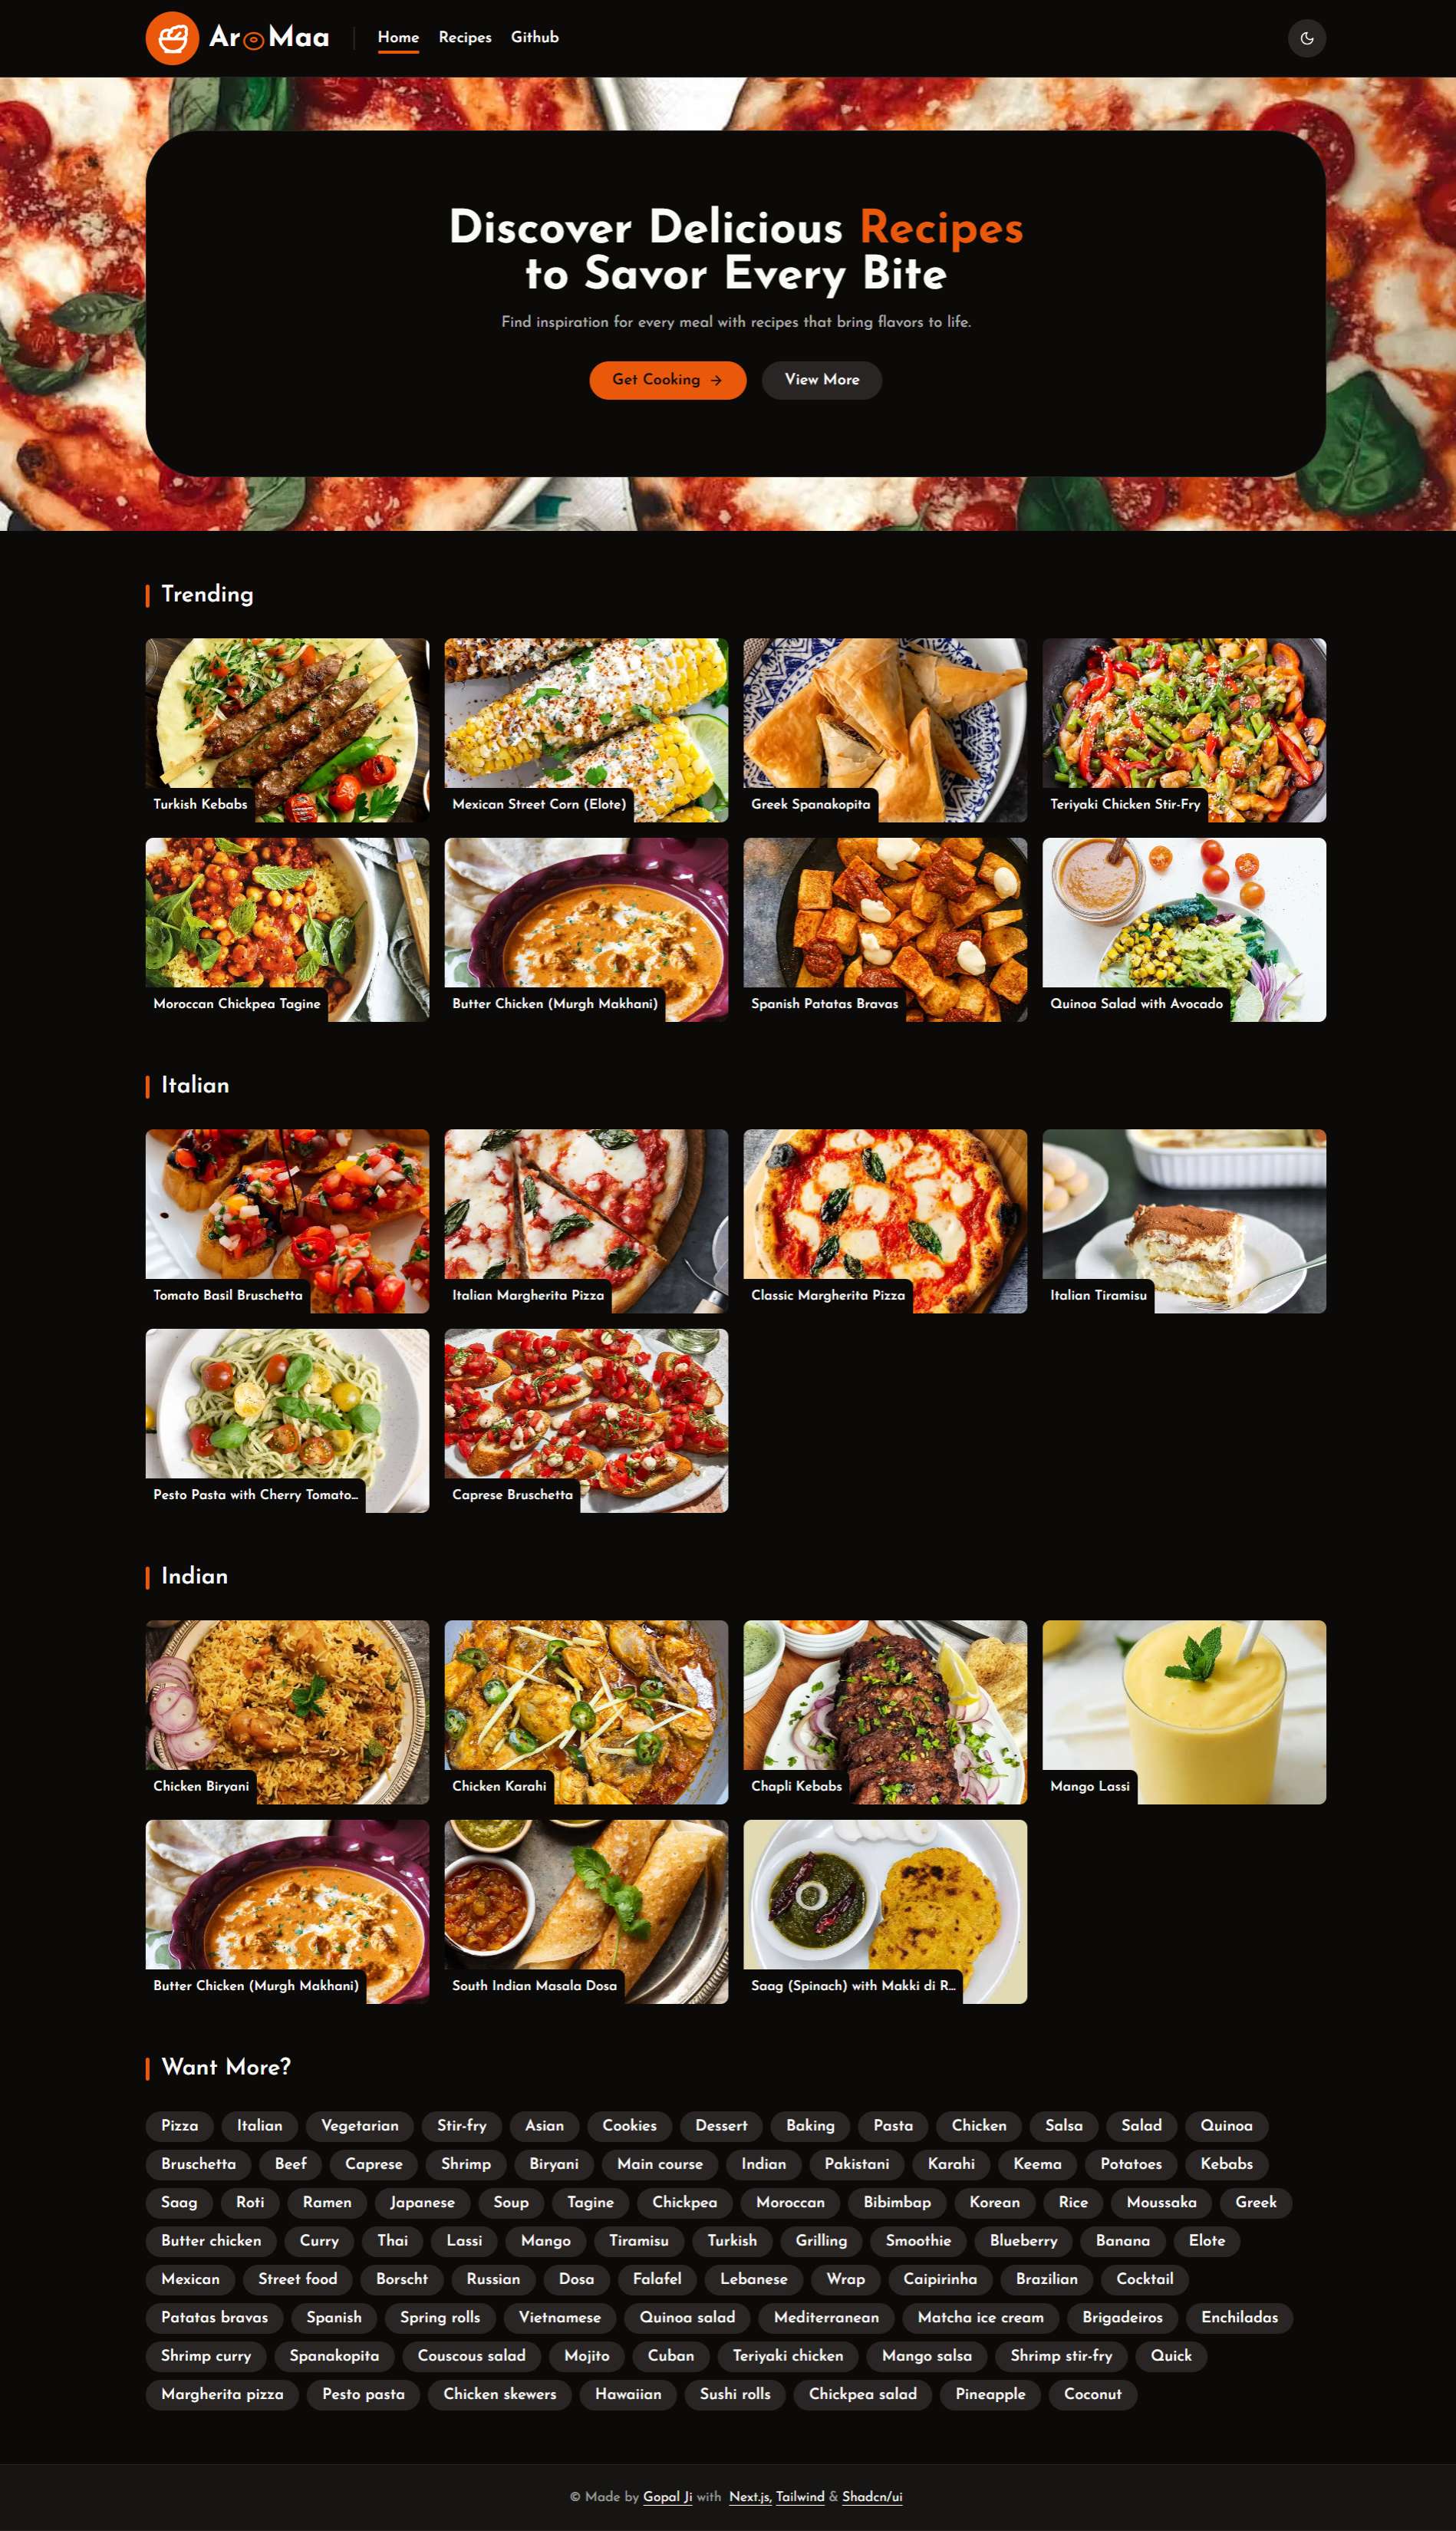 AroMaa
Home Recipes Github
Discover Delicious Recipes
to Savor Every Bite
Find inspiration for every meal with recipes that bring flavors to life.
Get Cooking → View More
Trending
Turkish Kebabs
Mexican Street Corn (Elote)
Greek Spanakopita
Teriyaki Chicken Stir-Fry
Moroccan Chickpea Tagine
Butter Chicken (Murgh Makhani)
Spanish Patatas Bravas
Quinoa Salad with Avocado
Italian
Tomato Basil Bruschetta
Italian Margherita Pizza
Classic Margherita Pizza
Italian Tiramisu
Pesto Pasta with Cherry Tomato...
Caprese Bruschetta
Indian
Chicken Biryani
Chicken Karahi
Chapli Kebabs
Mango Lassi
Butter Chicken (Murgh Makhani)
South Indian Masala Dosa
Saag (Spinach) with Makki di R...
Want More?
Pizza Italian Vegetarian Stir-fry Asian Cookies Dessert Baking Pasta Chicken Salsa Salad Quinoa
Bruschetta Beef Caprese Shrimp Biryani Main course Indian Pakistani Karahi Keema Potatoes Kebabs
Saag Roti Ramen Japanese Soup Tagine Chickpea Moroccan Bibimbap Korean Rice Moussaka Greek
Butter chicken Curry Thai Lassi Mango Tiramisu Turkish Grilling Smoothie Blueberry Banana Elote
Mexican Street food Borscht Russian Dosa Falafel Lebanese Wrap Caipirinha Brazilian Cocktail
Patatas bravas Spanish Spring rolls Vietnamese Quinoa salad Mediterranean Matcha ice cream Brigadeiros Enchiladas
Shrimp curry Spanakopita Couscous salad Mojito Cuban Teriyaki chicken Mango salsa Shrimp stir-fry Quick
Margherita pizza Pesto pasta Chicken skewers Hawaiian Sushi rolls Chickpea salad Pineapple Coconut
© Made by Gopal Ji with Next.js, Tailwind & Shadcn/ui